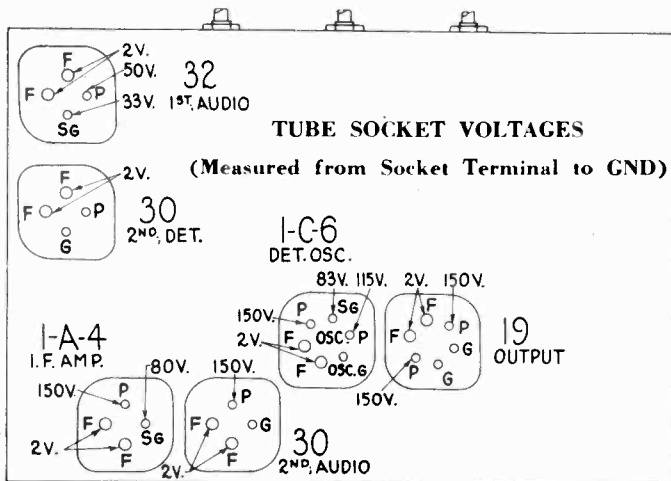 F
2V.
50V.
32
F
P
33V.
1ST. AUDIO
SG
TUBE SOCKET VOLTAGES
(Measured from Socket Terminal to GND)
F
2V.
F
P
30
2ND. DET.
G
1-C-6
DET. OSC.
83V.
115V.
2V.
150V.
150V.
P
SG
F
P
2V.
F
OSC. P
F
19
OUTPUT
F
OSC. G
P
G
G
150V.
1-A-4
I.F. AMP.
80V.
150V.
150V.
P
P
F
SG
F
G
2V.
F
F
30
2V.
2ND. AUDIO